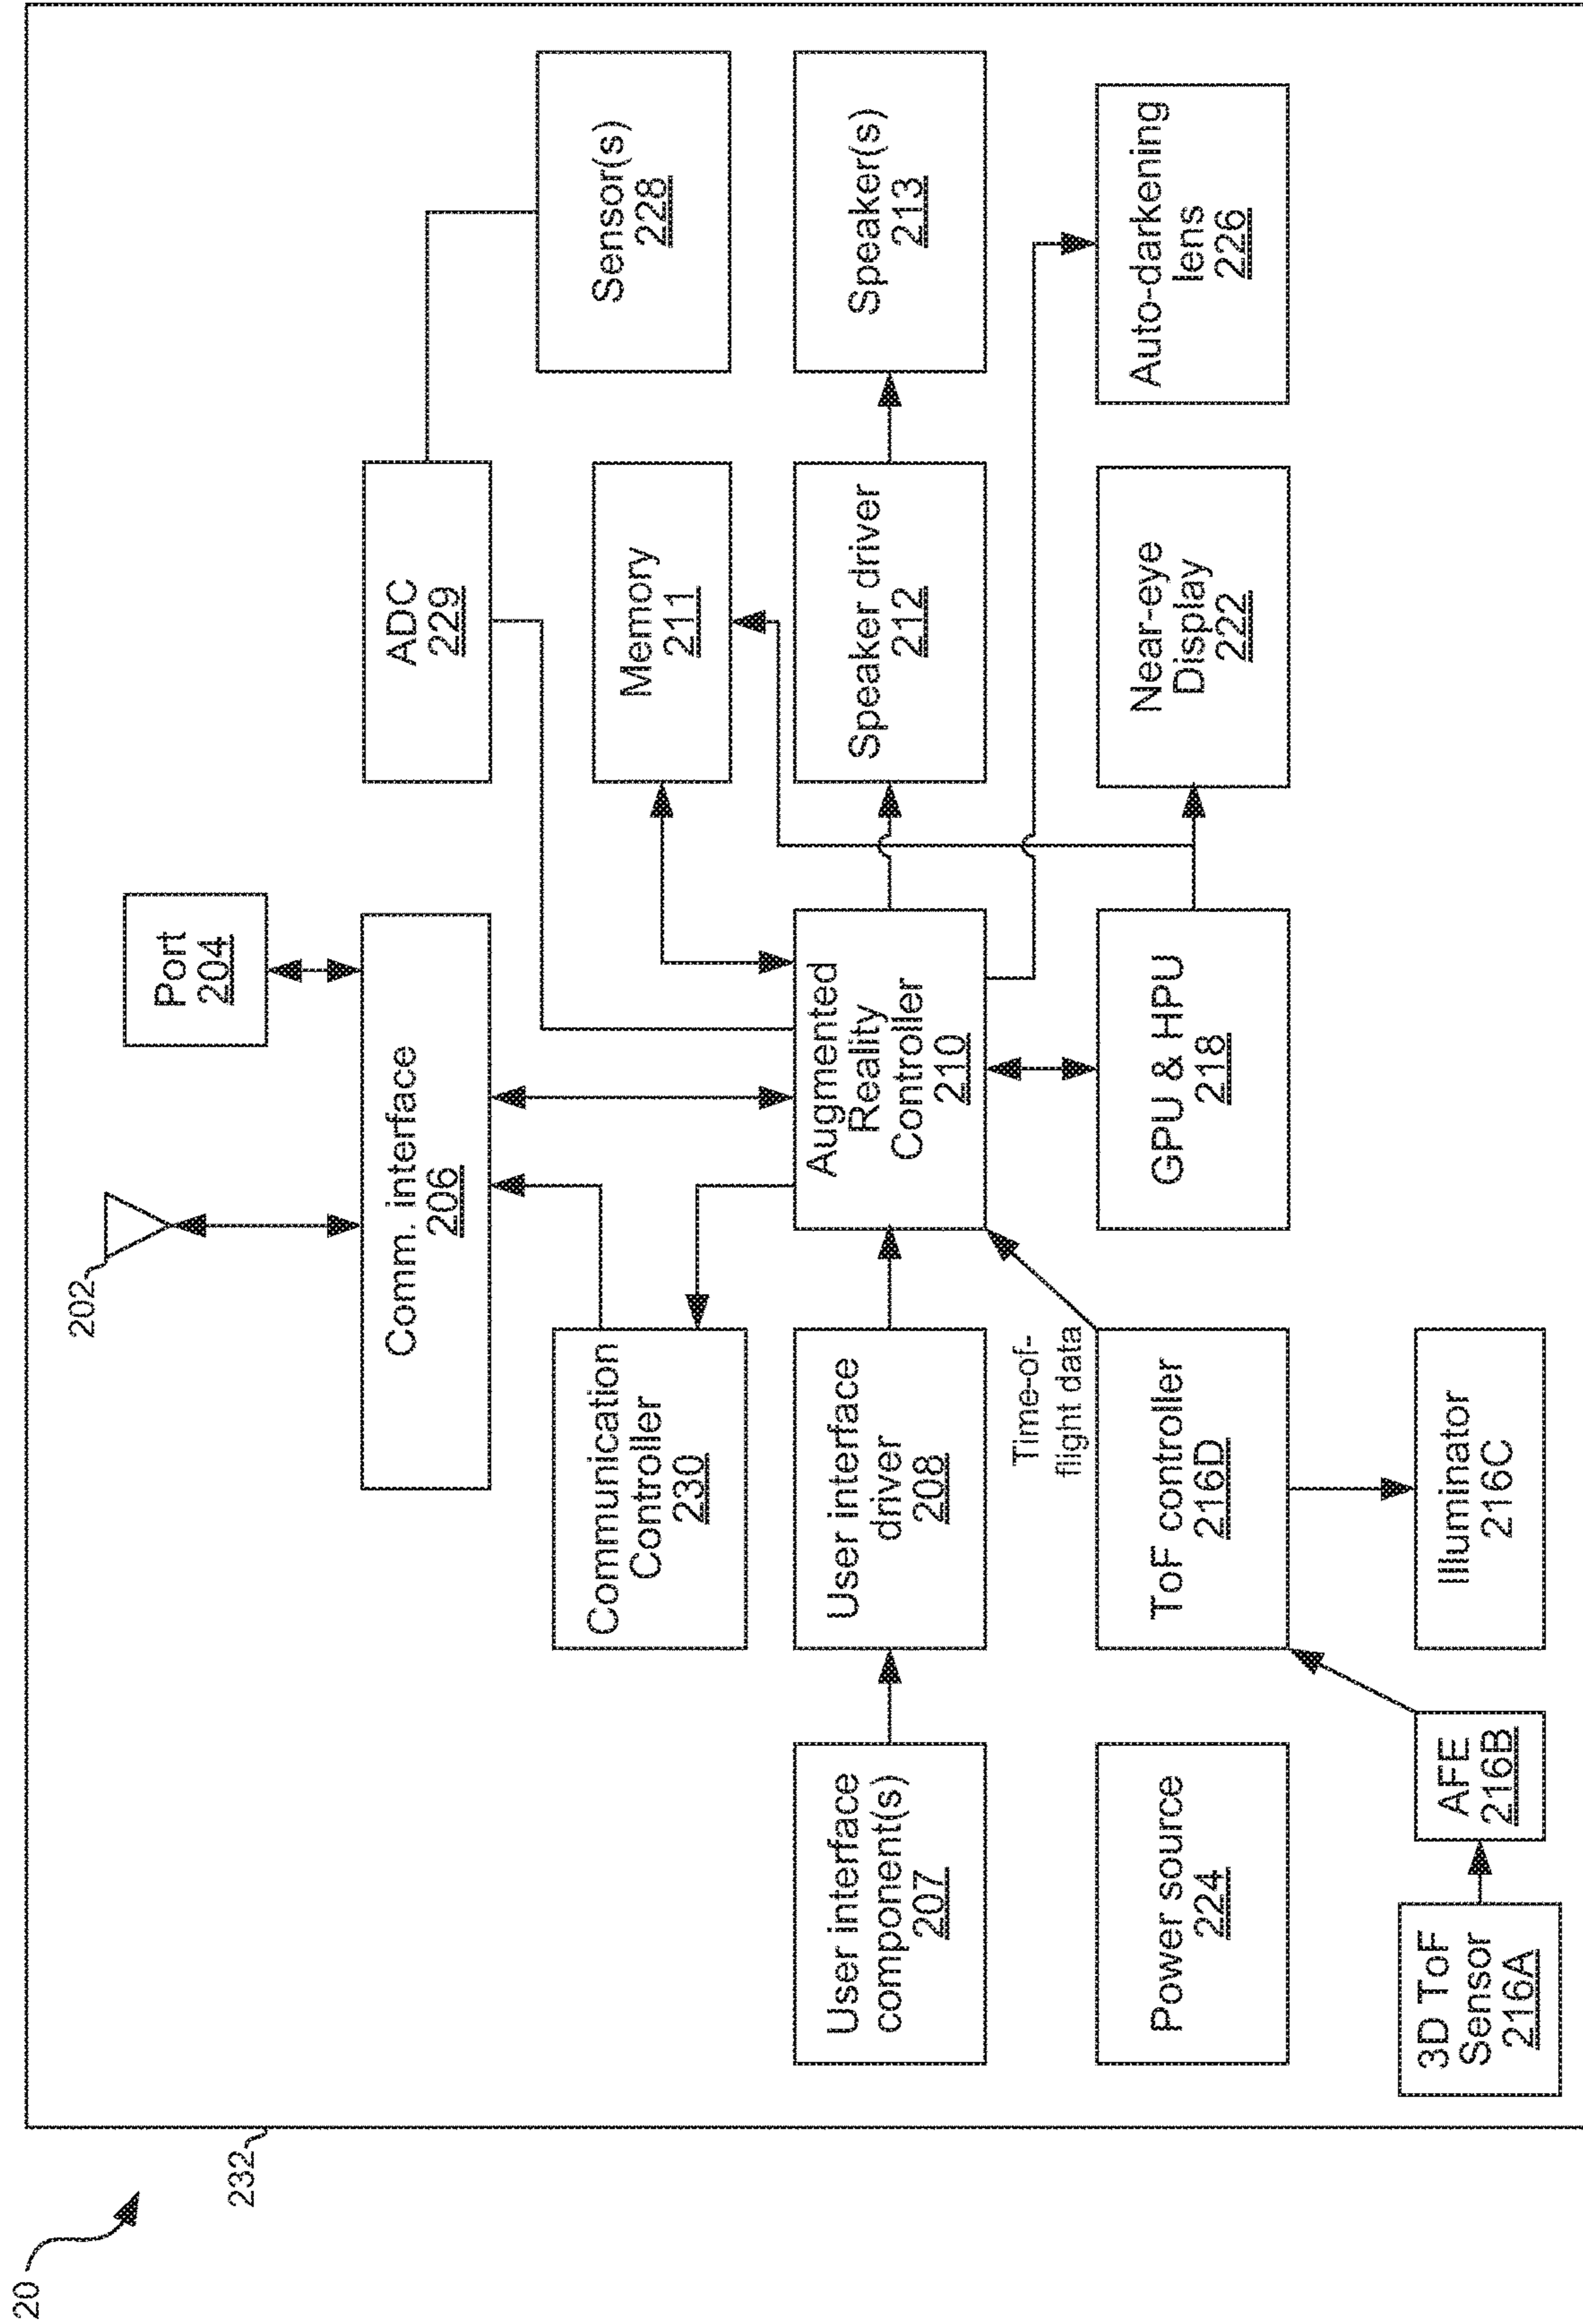 20
232
202
Port
204
Comm. interface
206
ADC
229
Sensor(s)
228
Communication
Controller
230
Memory
211
User interface
component(s)
207
User interface
driver
208
Augmented
Reality
Controller
210
Speaker driver
212
Speaker(s)
213
Time-of-
flight data
Power source
224
ToF controller
216D
GPU & HPU
218
Near-eye
Display
222
Auto-darkening
lens
226
3D ToF
Sensor
216A
AFE
216B
Illuminator
216C